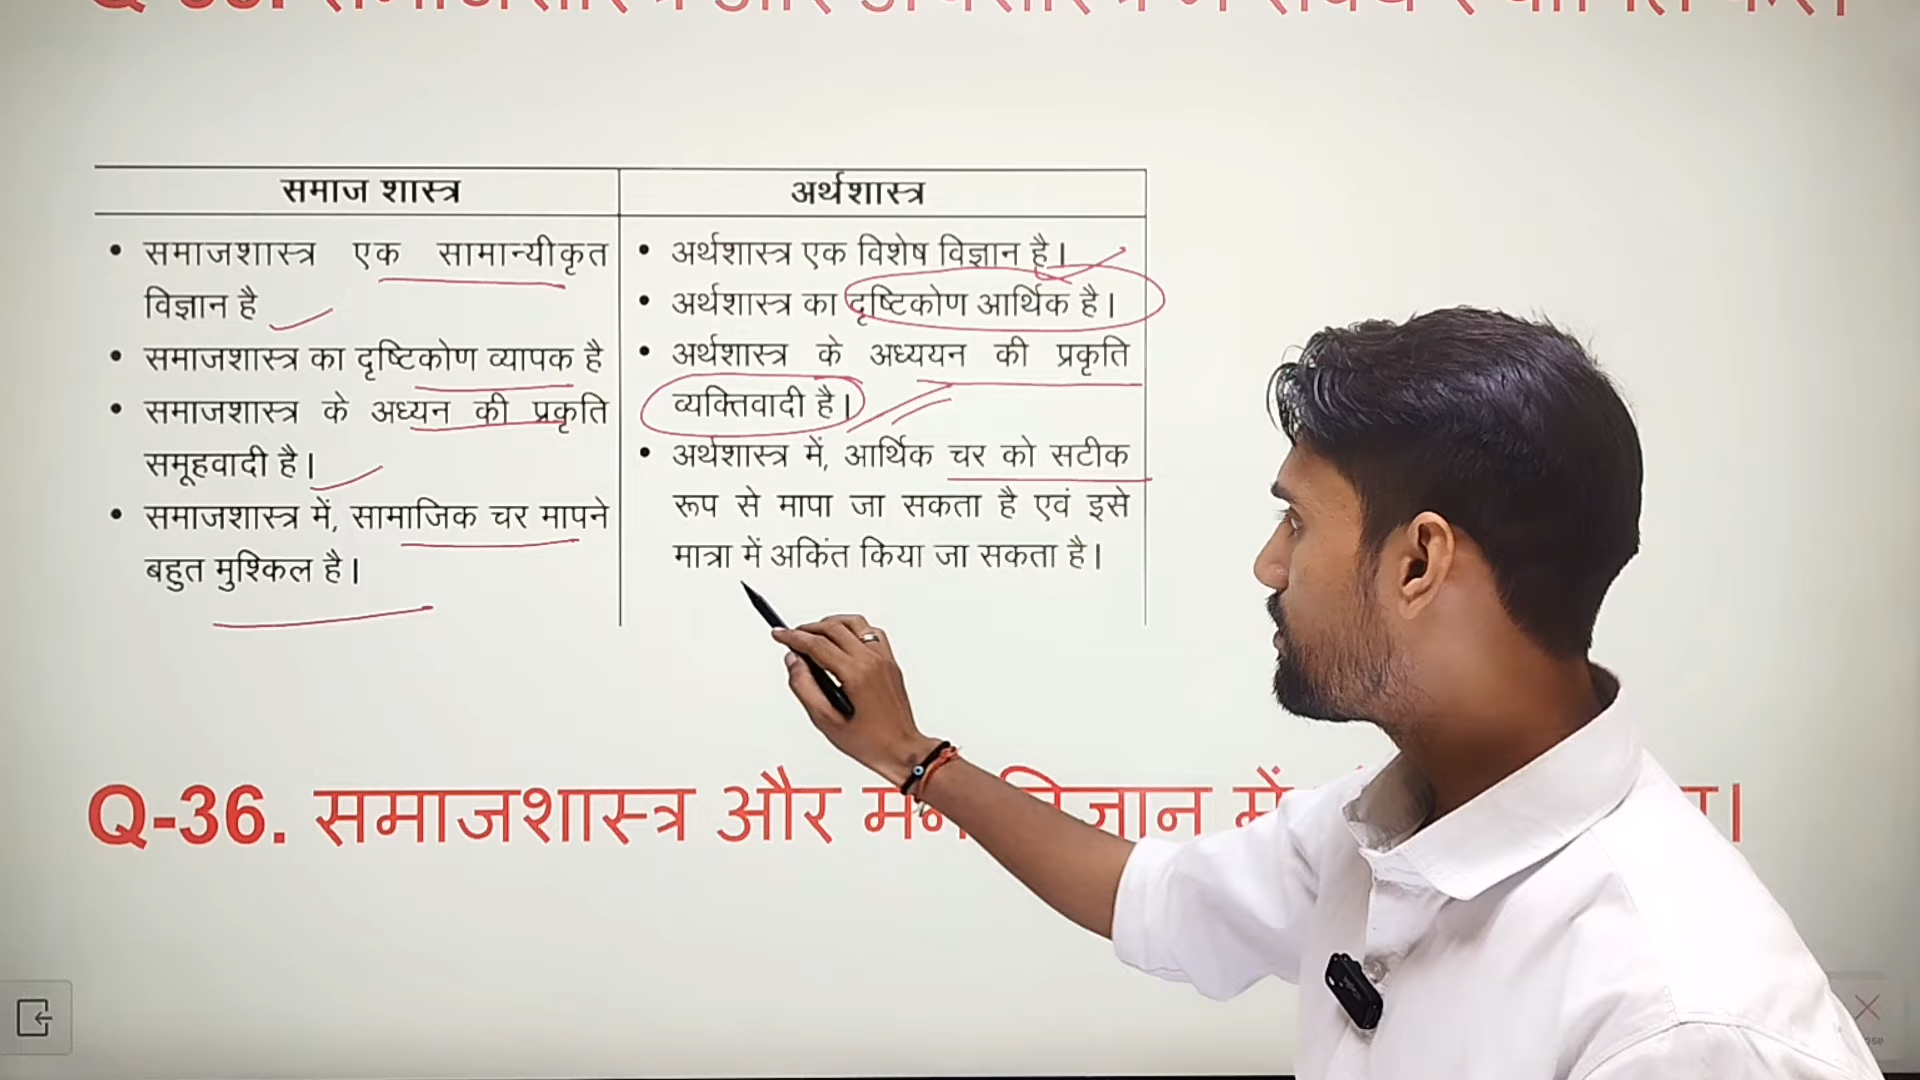 समाज शास्त्र
अर्थशास्त्र
• समाजशास्त्र एक सामान्यीकृत
विज्ञान है
• समाजशास्त्र का दृष्टिकोण व्यापक है
• समाजशास्त्र के अध्यन की प्रकृति
समूहवादी है।
• समाजशास्त्र में, सामाजिक चर मापने
बहुत मुश्किल है।
• अर्थशास्त्र एक विशेष विज्ञान है।
• अर्थशास्त्र का दृष्टिकोण आर्थिक है।
• अर्थशास्त्र के अध्ययन की प्रकृति
व्यक्तिवादी है।
• अर्थशास्त्र में, आर्थिक चर को सटीक
रूप से मापा जा सकता है एवं इसे
मात्रा में अकिंत किया जा सकता है।
Q-36. समाजशास्त्र और में